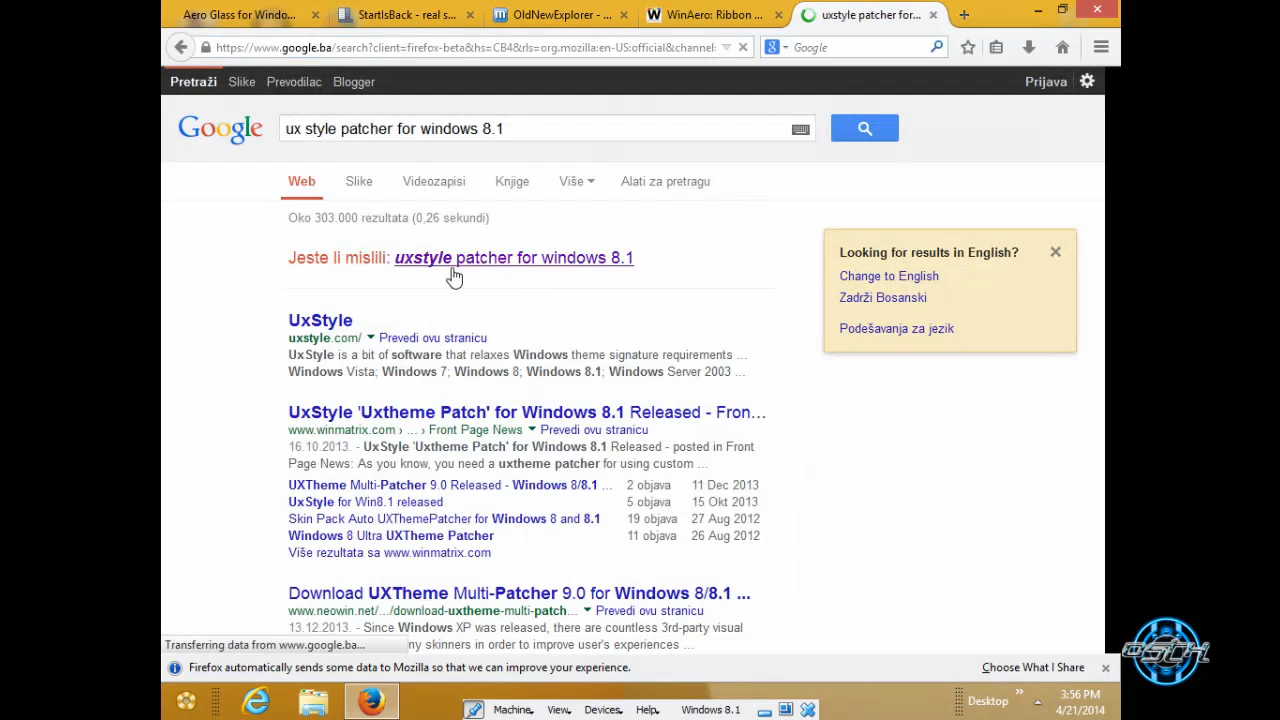 Aero Glass for Windo...
StartIsBack - real s...
OldNewExplorer - ...
WinAero: Ribbon ...
uxstyle patcher for...
https://www.google.ba/search?client=firefox-beta&hs=CB4&rls=org.mozilla:en-US:official&channel:
Google
Pretraži Slike Prevodilac Blogger
Prijava
Google
ux style patcher for windows 8.1
Web Slike Videozapisi Knjige Više Alati za pretragu
Oko 303.000 rezultata (0,26 sekundi)
Jeste li mislili: uxstyle patcher for windows 8.1
Looking for results in English?
Change to English
Zadrži Bosanski
Podešavanja za jezik
UxStyle
uxstyle.com/ Prevedi ovu stranicu
UxStyle is a bit of software that relaxes Windows theme signature requirements ...
Windows Vista; Windows 7; Windows 8; Windows 8.1; Windows Server 2003 ...
UxStyle 'Uxtheme Patch' for Windows 8.1 Released - Fron...
www.winmatrix.com › ... › Front Page News Prevedi ovu stranicu
16.10.2013. - UxStyle 'Uxtheme Patch' for Windows 8.1 Released - posted in Front
Page News: As you know, you need a uxtheme patcher for using custom ...
UXTheme Multi-Patcher 9.0 Released - Windows 8/8.1 ... 2 objava 11 Dec 2013
UxStyle for Win8.1 released 5 objava 15 Okt 2013
Skin Pack Auto UXThemePatcher for Windows 8 and 8.1 19 objava 27 Aug 2012
Windows 8 Ultra UXTheme Patcher 11 objava 26 Aug 2012
Više rezultata sa www.winmatrix.com
Download UXTheme Multi-Patcher 9.0 for Windows 8/8.1 ...
www.neowin.net/.../download-uxtheme-multi-patch... Prevedi ovu stranicu
13.12.2013. - Since Windows XP was released, there are countless 3rd-party visual
Transferring data from www.google.ba...
ny skinners in order to improve user's experiences ...
Firefox automatically sends some data to Mozilla so that we can improve your experience.
Choose What I Share
Machine View Devices Help Windows 8.1
Desktop
3:56 PM
4/21/2014